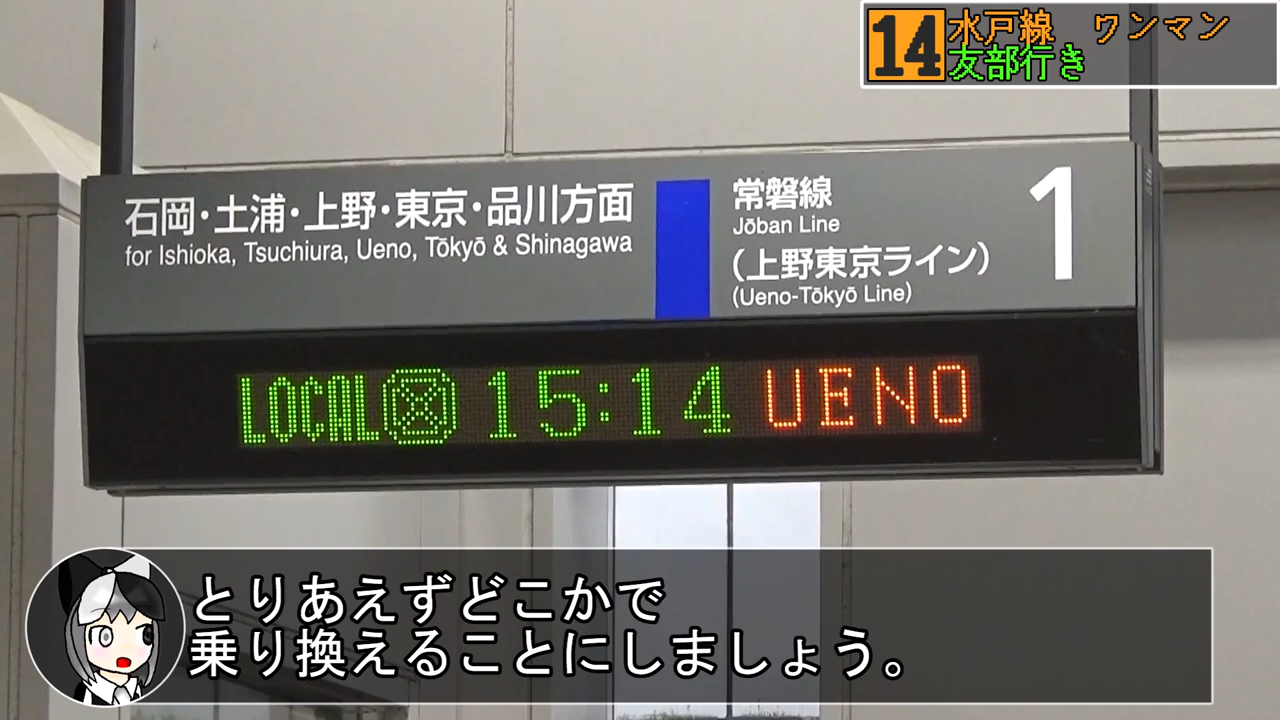 14 水戸線 ワンマン
友部行き
石岡・土浦・上野・東京・品川方面
for Ishioka, Tsuchiura, Ueno, Tōkyō & Shinagawa
常磐線
Jōban Line
(上野東京ライン)
(Ueno-Tōkyō Line)
1
LOCAL 15:14 UENO
とりあえずどこかで
乗り換えることにしましょう。